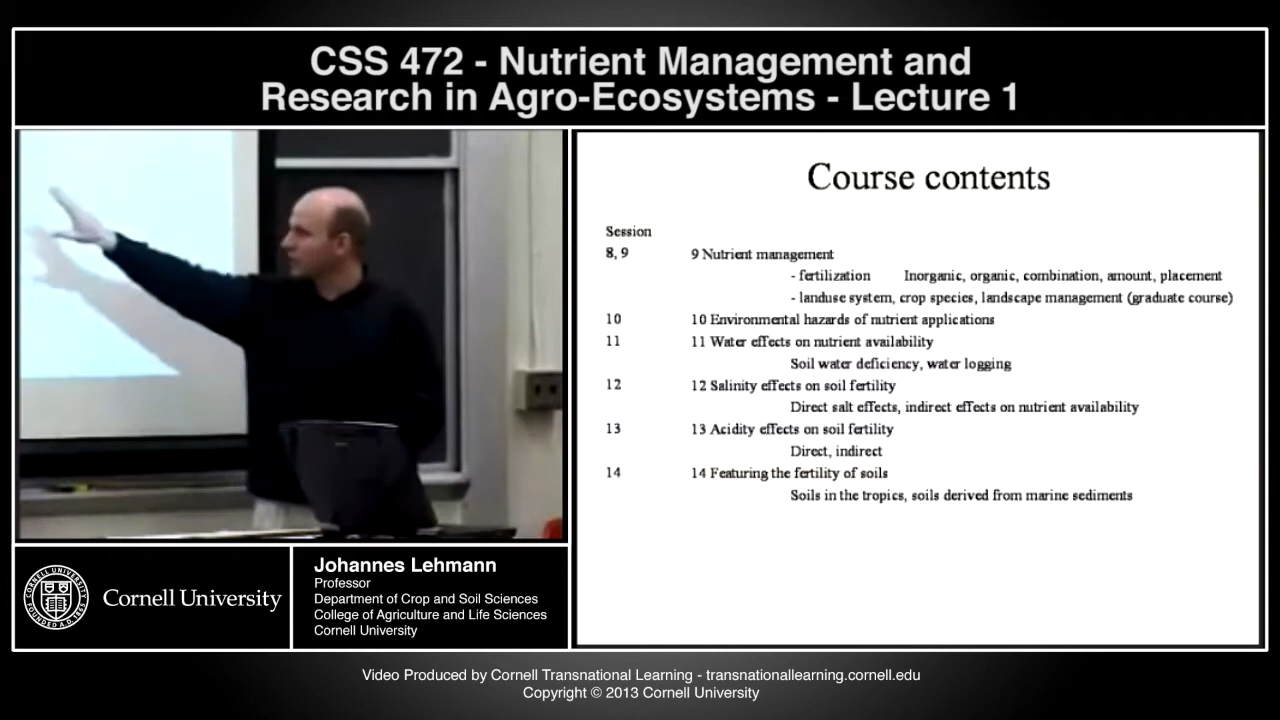 CSS 472 - Nutrient Management and
Research in Agro-Ecosystems - Lecture 1
Course contents
Session
8, 9 9 Nutrient management
- fertilization Inorganic, organic, combination, amount, placement
- landuse system, crop species, landscape management (graduate course)
10 10 Environmental hazards of nutrient applications
11 11 Water effects on nutrient availability
Soil water deficiency, water logging
12 12 Salinity effects on soil fertility
Direct salt effects, indirect effects on nutrient availability
13 13 Acidity effects on soil fertility
Direct, indirect
14 14 Featuring the fertility of soils
Soils in the tropics, soils derived from marine sediments
CORNELL UNIVERSITY
FOUNDED A.D. 1865
Cornell University
Johannes Lehmann
Professor
Department of Crop and Soil Sciences
College of Agriculture and Life Sciences
Cornell University
Video Produced by Cornell Transnational Learning - transnationallearning.cornell.edu
Copyright © 2013 Cornell University